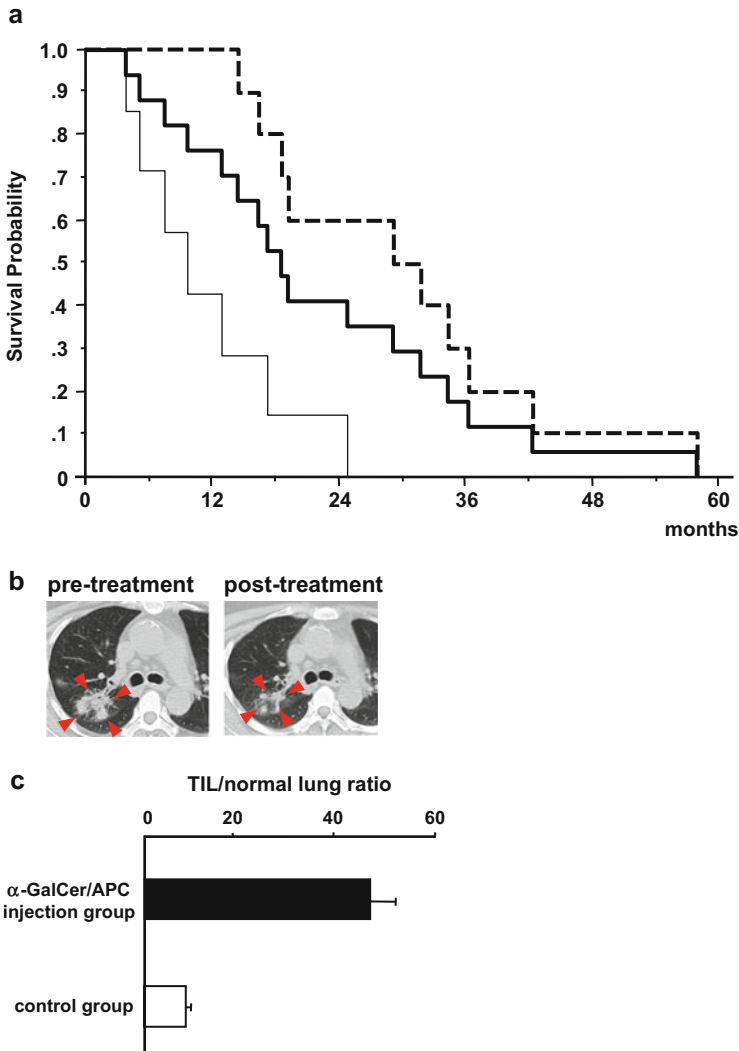 a
Survival Probability
1.0
.9
.8
.7
.6
.5
.4
.3
.2
.1
0
0 12 24 36 48 60
months
b
pre-treatment post-treatment
c
TIL/normal lung ratio
0 20 40 60
α-GalCer/APC
injection group
control group